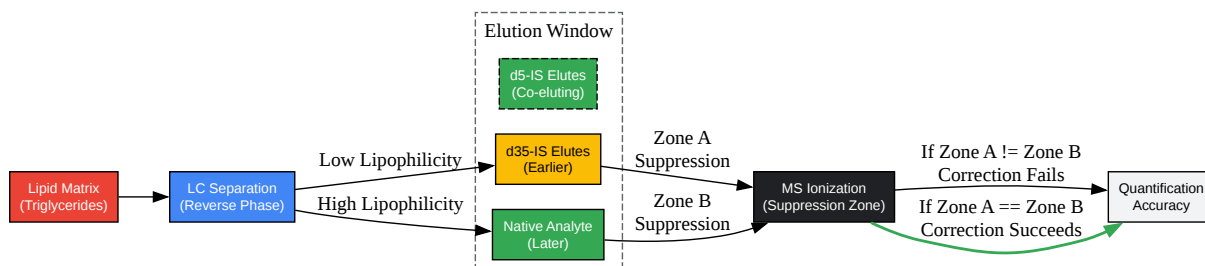 Elution Window
d5-IS Elutes
(Co-eluting)
Lipid Matrix
(Triglycerides)
LC Separation
(Reverse Phase)
Low Lipophilicity
High Lipophilicity
d35-IS Elutes
(Earlier)
Native Analyte
(Later)
Zone A
Suppression
Zone B
Suppression
MS Ionization
(Suppression Zone)
If Zone A != Zone B
Correction Fails
If Zone A == Zone B
Correction Succeeds
Quantification
Accuracy